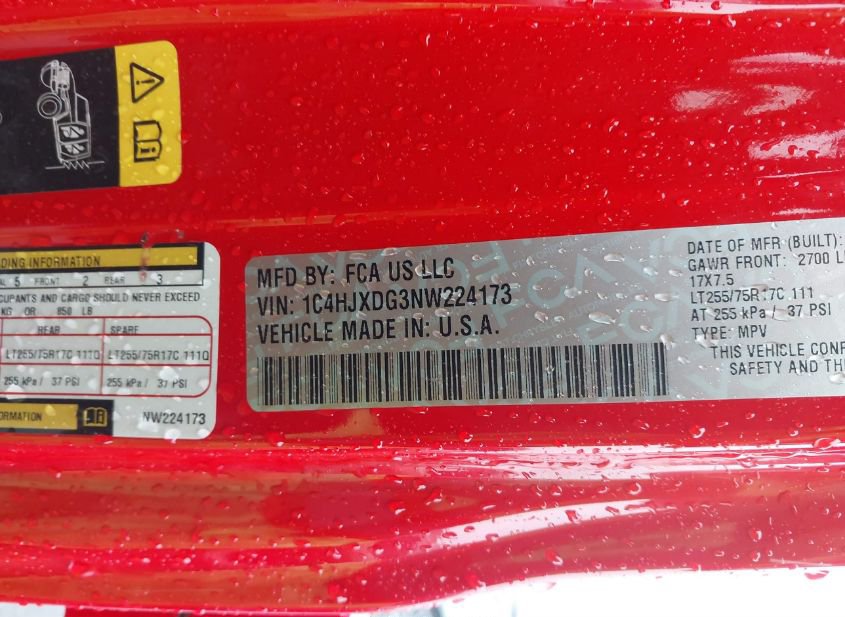 DING INFORMATION
AL 5 FRONT 2 REAR 3
CUPANTS AND CARGO SHOULD NEVER EXCEED
KG OR 850 LB
REAR SPARE
LT255/75R17C 111Q LT255/75R17C 111Q
255 kPa / 37 PSI 255 kPa / 37 PSI
ORMATION
NW224173
MFD BY: FCA US LLC
VIN: 1C4HJXDG3NW224173
VEHICLE MADE IN: U.S.A.
DATE OF MFR (BUILT):
GAWR FRONT: 2700 L
17X7.5
LT255/75R17C 111
AT 255 kPa / 37 PSI
TYPE: MPV
THIS VEHICLE CONF
SAFETY AND THE